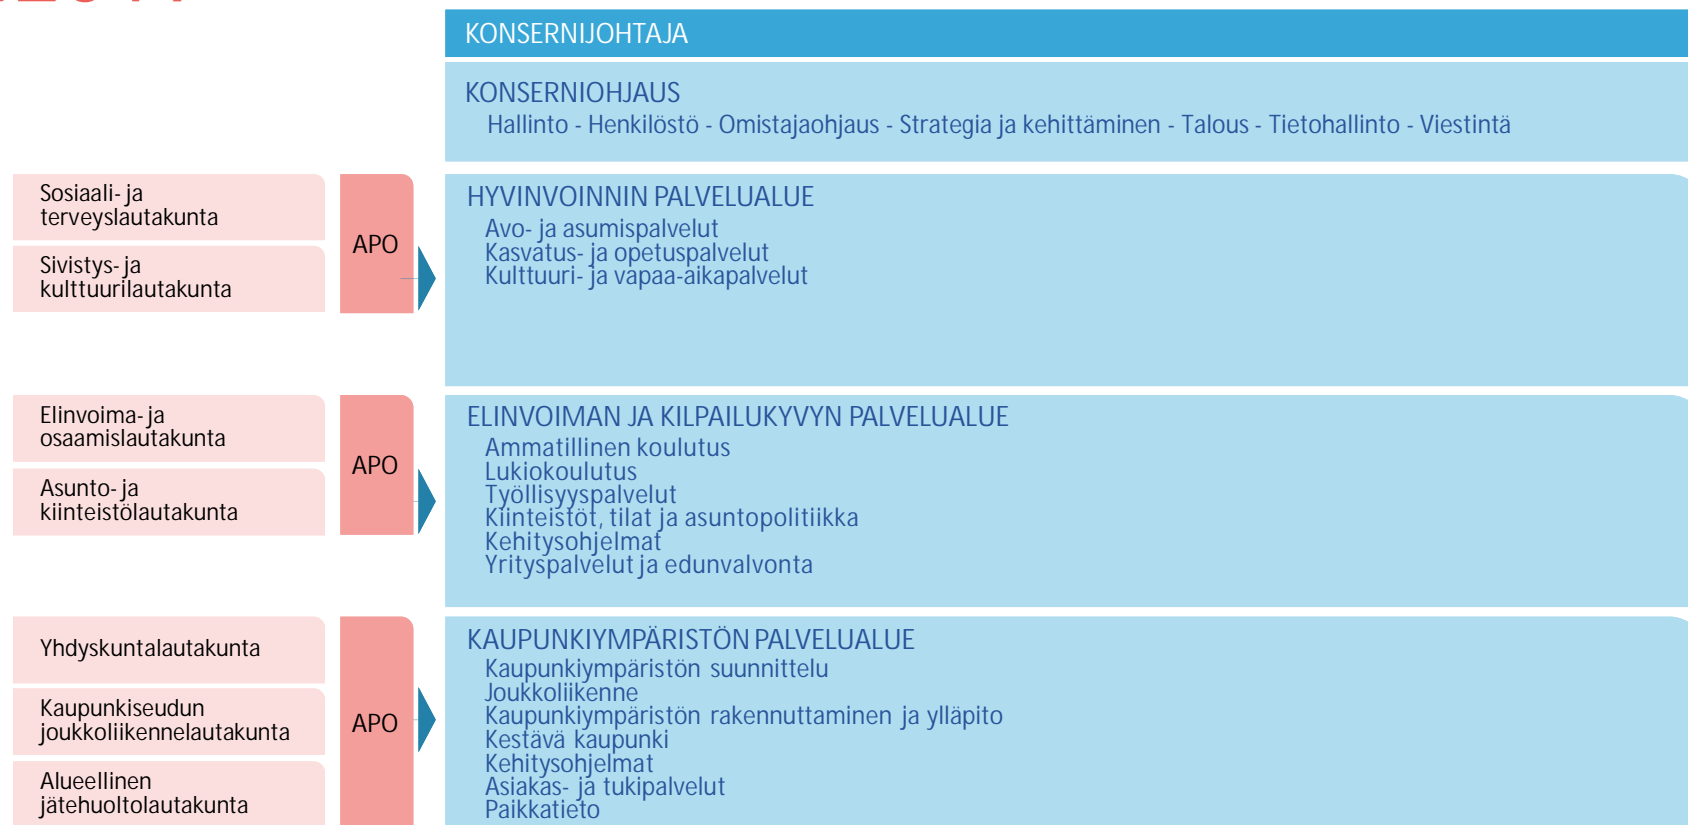 KONSERNIJOHTAJA
KONSERNIOHJAUS
Hallinto - Henkilöstö - Omistajaohjaus - Strategia ja kehittäminen - Talous - Tietohallinto - Viestintä
Sosiaali- ja
terveyslautakunta
Sivistys- ja
kulttuurilautakunta
APO
HYVINVOINNIN PALVELUALUE
Avo- ja asumispalvelut
Kasvatus- ja opetuspalvelut
Kulttuuri- ja vapaa-aikapalvelut
Elinvoima- ja
osaamislautakunta
Asunto- ja
kiinteistölautakunta
APO
ELINVOIMAN JA KILPAILUKYVYN PALVELUALUE
Ammatillinen koulutus
Lukiokoulutus
Työllisyyspalvelut
Kiinteistöt, tilat ja asuntopolitiikka
Kehitysohjelmat
Yrityspalvelut ja edunvalvonta
Yhdyskuntalautakunta
Kaupunkiseudun
joukkoliikennelautakunta
Alueellinen
jätehuoltolautakunta
APO
KAUPUNKIYMPÄRISTÖN PALVELUALUE
Kaupunkiympäristön suunnittelu
Joukkoliikenne
Kaupunkiympäristön rakennuttaminen ja ylläpito
Kestävä kaupunki
Kehitysohjelmat
Asiakas- ja tukipalvelut
Paikkatieto